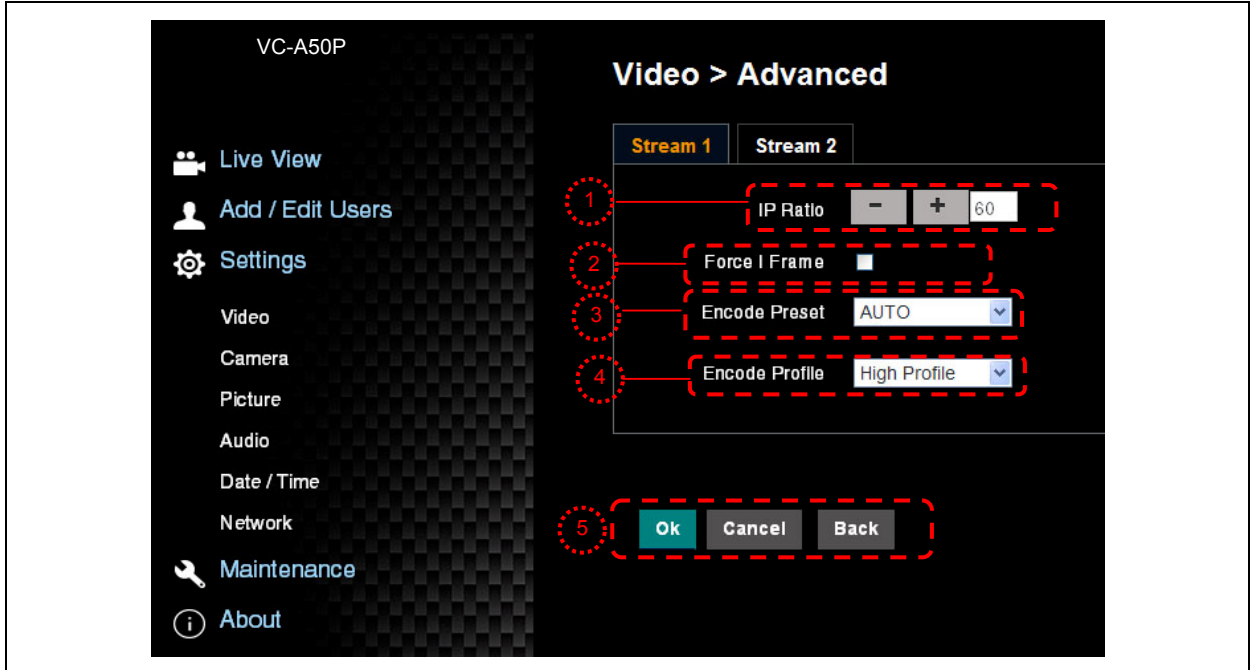 VC-A50P
Live View
Add / Edit Users
Settings
Video
Camera
Picture
Audio
Date / Time
Network
Maintenance
About
Video > Advanced
Stream 1 Stream 2
1 IP Ratio - + 60
2 Force I Frame
3 Encode Preset AUTO
4 Encode Profile High Profile
5 Ok Cancel Back